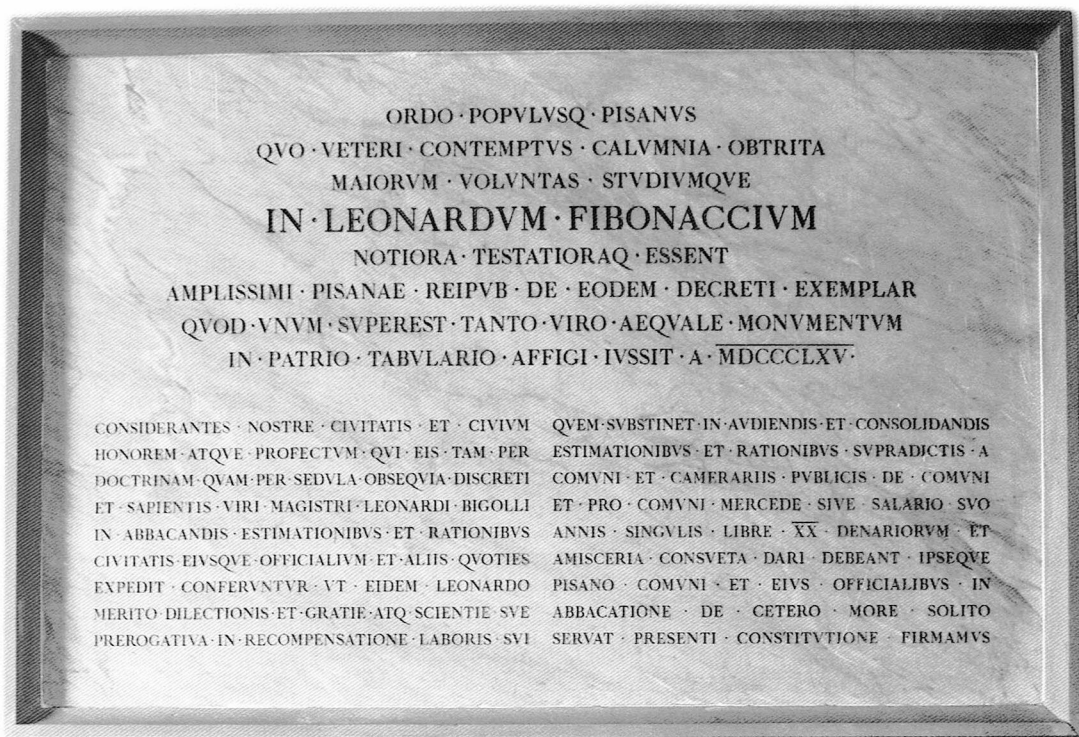 ORDO · POPVLVSQ · PISANVS
QVO · VETERI · CONTEMPTVS · CALVMNIA · OBTRITA
MAIORVM · VOLVNTAS · STVDIVMQVE
IN · LEONARDVM · FIBONACCIVM
NOTIORA · TESTATIORAQ · ESSENT
AMPLISSIMI · PISANAE · REIPVB · DE · EODEM · DECRETI · EXEMPLAR
QVOD · VNVM · SVPEREST · TANTO · VIRO · AEQVALE · MONVMENTVM
IN · PATRIO · TABVLARIO · AFFIGI · IVSSIT · A · MDCCCLXV ·
CONSIDERANTES · NOSTRE · CIVITATIS · ET · CIVIVM
HONOREM · ATQVE · PROFECTVM · QVI · EIS · TAM · PER
DOCTRINAM · QVAM · PER · SEDVLA · OBSEQVIA · DISCRETI
ET · SAPIENTIS · VIRI · MAGISTRI · LEONARDI · BIGOLLI
IN · ABBACANDIS · ESTIMATIONIBVS · ET · RATIONIBVS
CIVITATIS · EIVSQVE · OFFICIALIVM · ET · ALIIS · QVOTIES
EXPEDIT · CONFERVNTVR · VT · EIDEM · LEONARDO
MERITO · DILECTIONIS · ET · GRATIE · ATQ · SCIENTIE · SVE
PREROGATIVA · IN · RECOMPENSATIONE · LABORIS · SVI
QVEM · SVBSTINET · IN · AVDIENDIS · ET · CONSOLIDANDIS
ESTIMATIONIBVS · ET · RATIONIBVS · SVPRADICTIS · A
COMVNI · ET · CAMERARIIS · PVBLICIS · DE · COMVNI
ET · PRO · COMVNI · MERCEDE · SIVE · SALARIO · SVO
ANNIS · SINGVLIS · LIBRE · XX · DENARIORVM · ET
AMISCERIA · CONSVETA · DARI · DEBEANT · IPSEQVE
PISANO · COMVNI · ET · EIVS · OFFICIALIBVS · IN
ABBACATIONE · DE · CETERO · MORE · SOLITO
SERVAT · PRESENTI · CONSTITVTIONE · FIRMAMVS